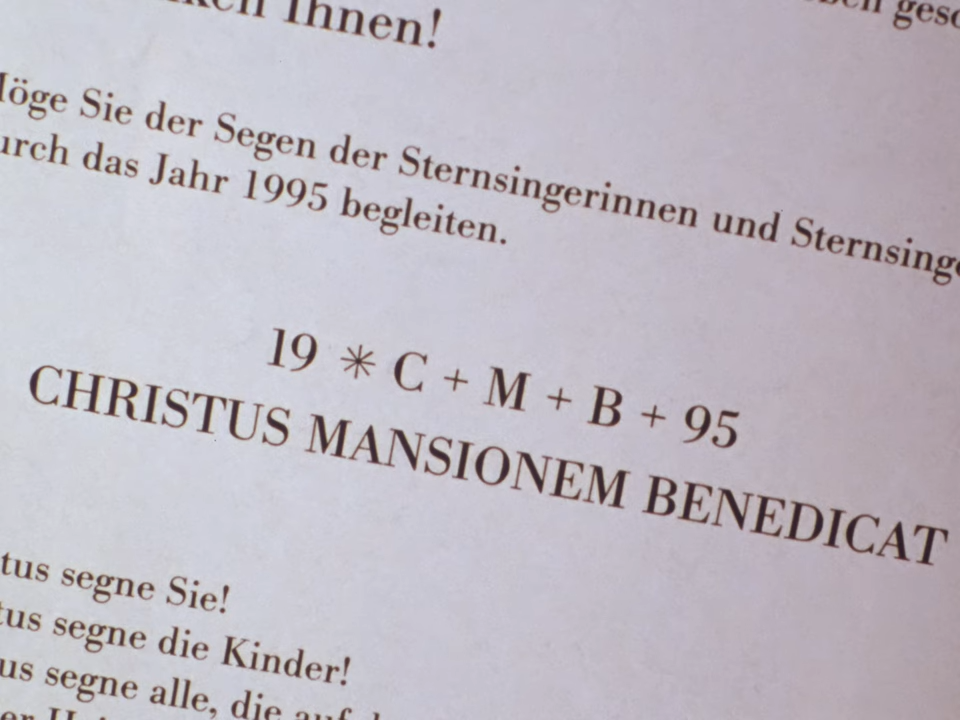 Ihnen!
Möge Sie der Segen der Sternsingerinnen und
durch das Jahr 1995 begleiten.
19 * C + M + B + 95
CHRISTUS MANSIONEM BENEDICAT
segne Sie!
segne die Kinder!
segne alle, die auf